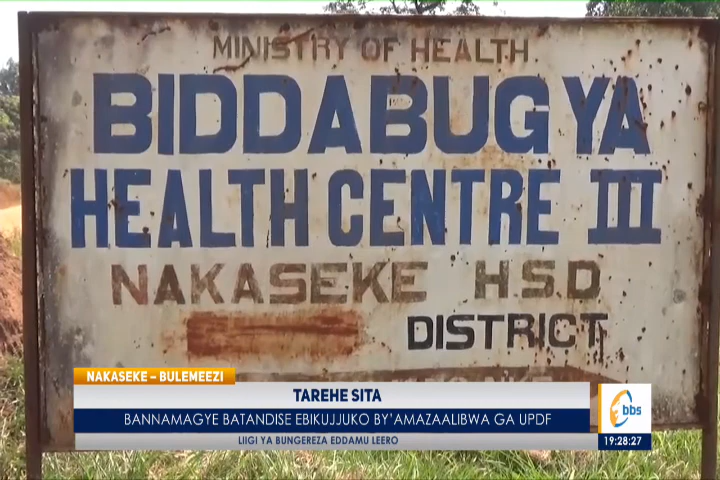 MINISTRY OF HEALTH
BIDDABUGYA
HEALTH CENTRE III
NAKASEKE H.S.D
DISTRICT
NAKASEKE – BULEMEEZI
TAREHE SITA
BANNAMAGYE BATANDISE EBIKUJJUKO BY'AMAZAALIBWA GA UPDF
LIIGI YA BUNGEREZA EDDAMU LEERO
bbs
19:28:27